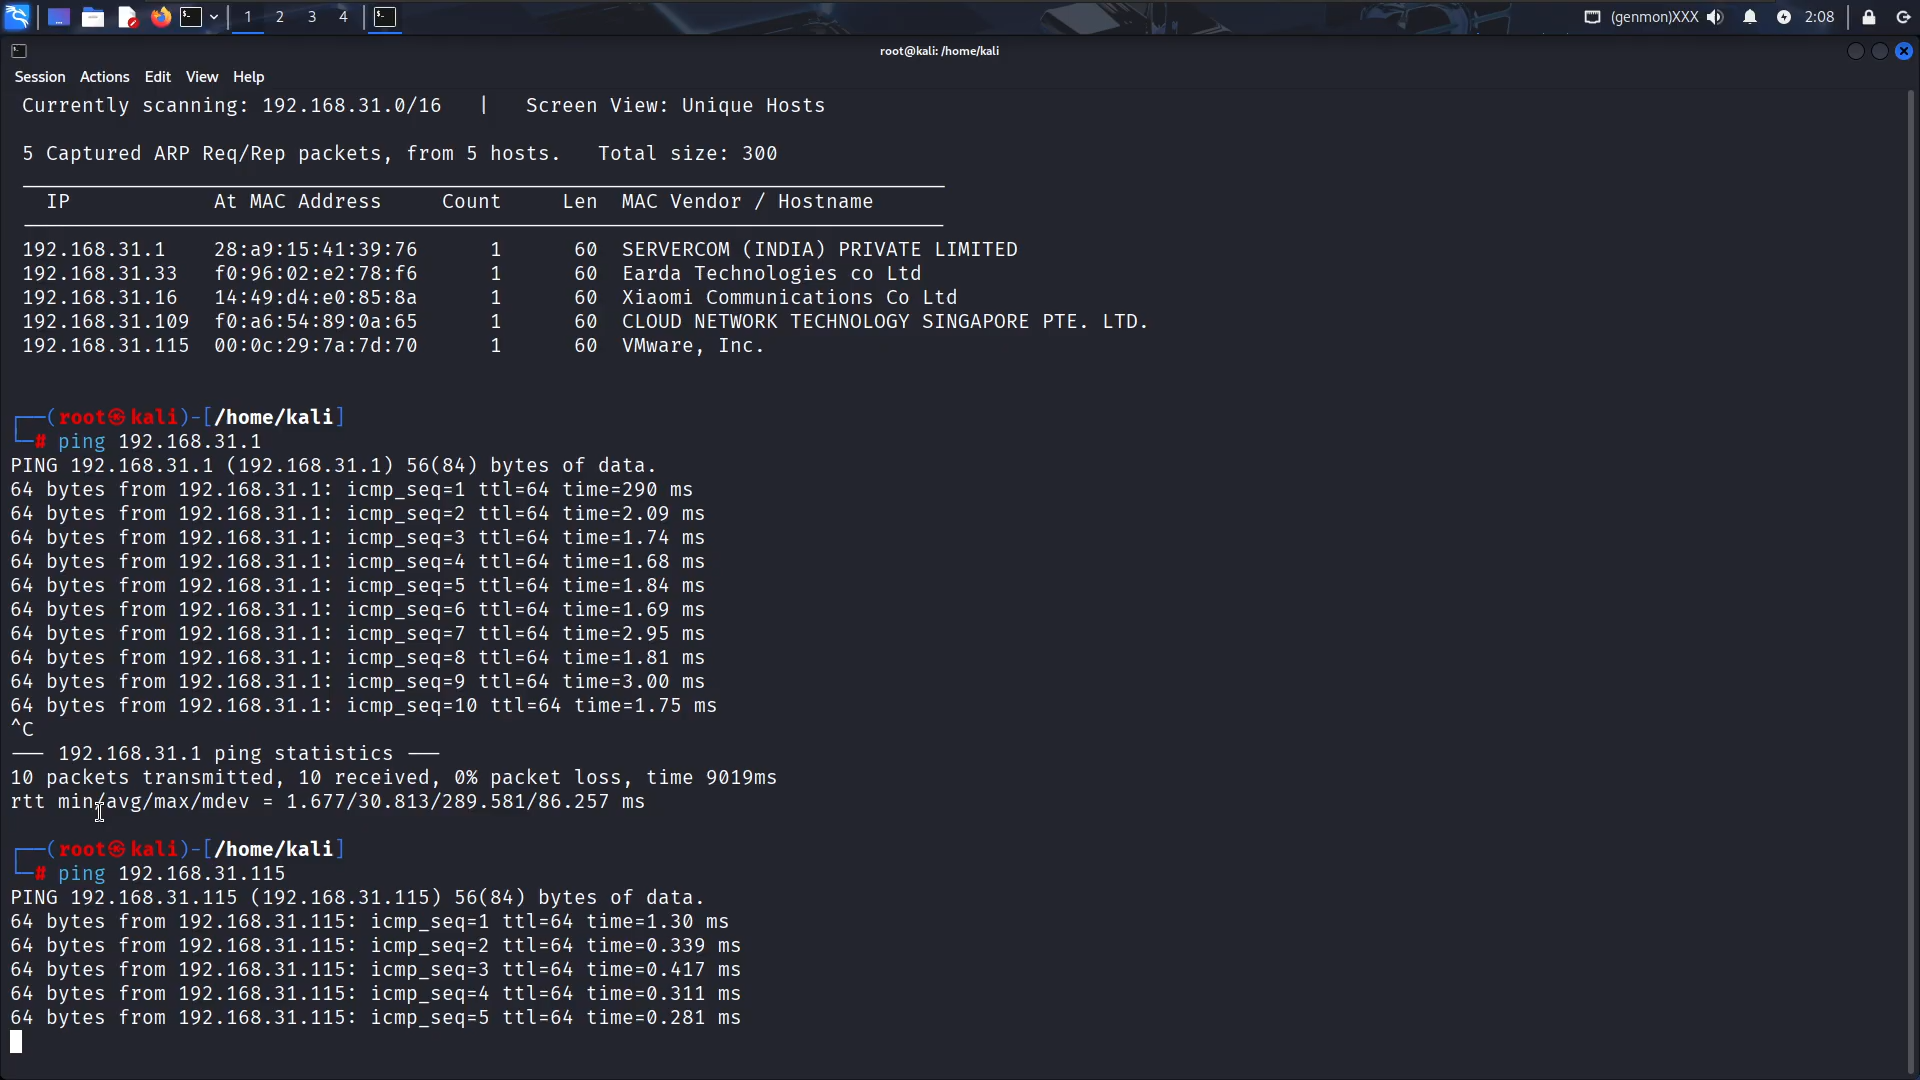 1 2 3 4 (genmon)XXX 2:08
root@kali: /home/kali
Session Actions Edit View Help
Currently scanning: 192.168.31.0/16 | Screen View: Unique Hosts
5 Captured ARP Req/Rep packets, from 5 hosts. Total size: 300
IP At MAC Address Count Len MAC Vendor / Hostname
192.168.31.1 28:a9:15:41:39:76 1 60 SERVERCOM (INDIA) PRIVATE LIMITED
192.168.31.33 f0:96:02:e2:78:f6 1 60 Earda Technologies co Ltd
192.168.31.16 14:49:d4:e0:85:8a 1 60 Xiaomi Communications Co Ltd
192.168.31.109 f0:a6:54:89:0a:65 1 60 CLOUD NETWORK TECHNOLOGY SINGAPORE PTE. LTD.
192.168.31.115 00:0c:29:7a:7d:70 1 60 VMware, Inc.
┌──(root㉿kali)-[/home/kali]
└─# ping 192.168.31.1
PING 192.168.31.1 (192.168.31.1) 56(84) bytes of data.
64 bytes from 192.168.31.1: icmp_seq=1 ttl=64 time=290 ms
64 bytes from 192.168.31.1: icmp_seq=2 ttl=64 time=2.09 ms
64 bytes from 192.168.31.1: icmp_seq=3 ttl=64 time=1.74 ms
64 bytes from 192.168.31.1: icmp_seq=4 ttl=64 time=1.68 ms
64 bytes from 192.168.31.1: icmp_seq=5 ttl=64 time=1.84 ms
64 bytes from 192.168.31.1: icmp_seq=6 ttl=64 time=1.69 ms
64 bytes from 192.168.31.1: icmp_seq=7 ttl=64 time=2.95 ms
64 bytes from 192.168.31.1: icmp_seq=8 ttl=64 time=1.81 ms
64 bytes from 192.168.31.1: icmp_seq=9 ttl=64 time=3.00 ms
64 bytes from 192.168.31.1: icmp_seq=10 ttl=64 time=1.75 ms
^C
--- 192.168.31.1 ping statistics ---
10 packets transmitted, 10 received, 0% packet loss, time 9019ms
rtt min/avg/max/mdev = 1.677/30.813/289.581/86.257 ms
┌──(root㉿kali)-[/home/kali]
└─# ping 192.168.31.115
PING 192.168.31.115 (192.168.31.115) 56(84) bytes of data.
64 bytes from 192.168.31.115: icmp_seq=1 ttl=64 time=1.30 ms
64 bytes from 192.168.31.115: icmp_seq=2 ttl=64 time=0.339 ms
64 bytes from 192.168.31.115: icmp_seq=3 ttl=64 time=0.417 ms
64 bytes from 192.168.31.115: icmp_seq=4 ttl=64 time=0.311 ms
64 bytes from 192.168.31.115: icmp_seq=5 ttl=64 time=0.281 ms